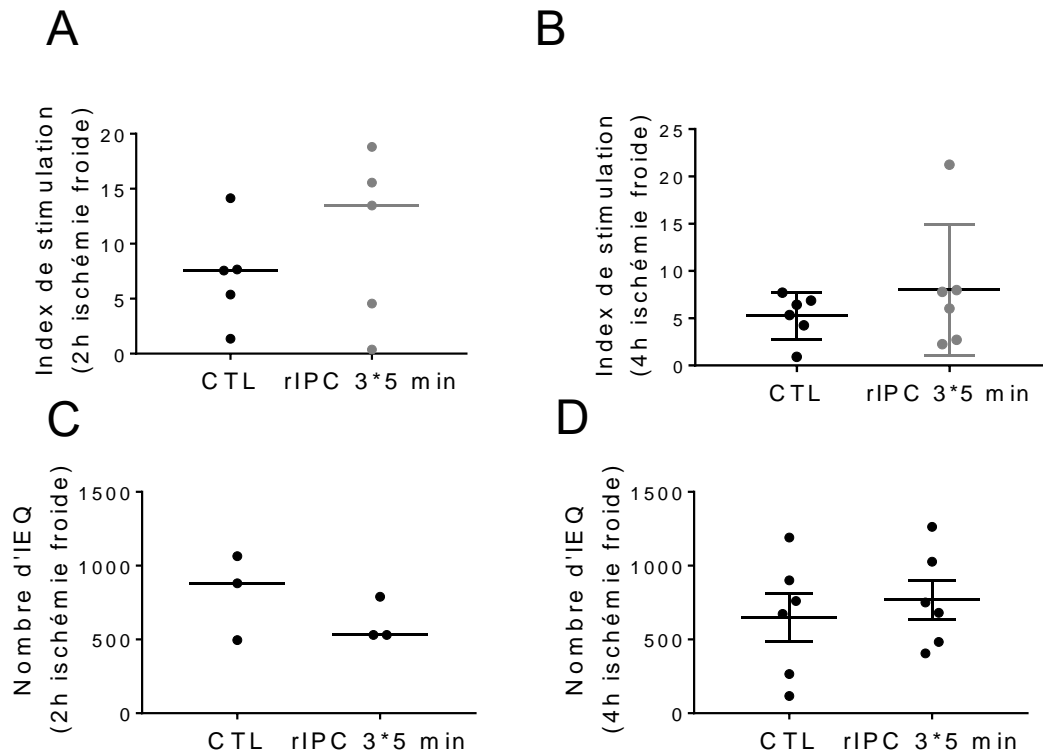 A
Index de stimulation
(2h ischémie froide)
20
15
10
5
0
CTL
rIPC 3*5 min
B
Index de stimulation
(4h ischémie froide)
25
20
15
10
5
0
CTL
rIPC 3*5 min
C
Nombre d'IEQ
(2h ischémie froide)
1500
1000
500
0
CTL
rIPC 3*5 min
D
Nombre d'IEQ
(4h ischémie froide)
1500
1000
500
0
CTL
rIPC 3*5 min